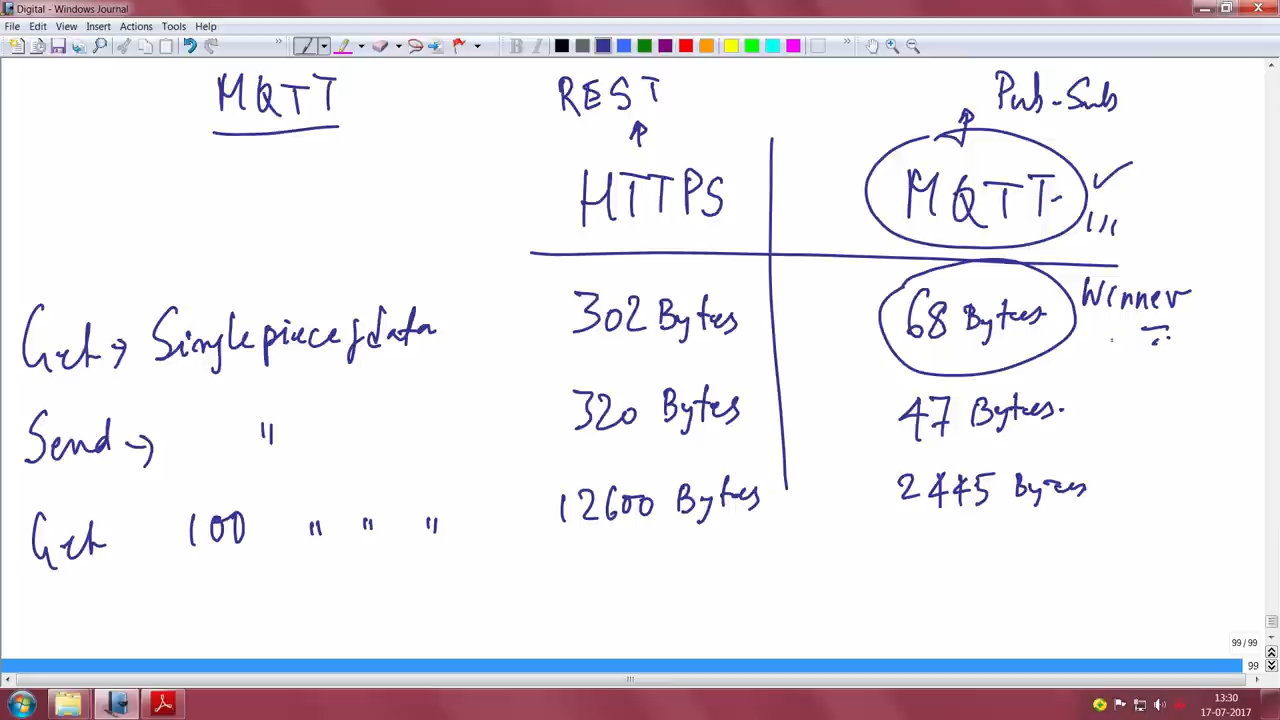 Digital - Windows Journal
File Edit View Insert Actions Tools Help
MQTT
REST
Pub-Sub
HTTPS
MQTT
Winner
Get → Single piece of data 302 Bytes 68 Bytes
Send → " 320 Bytes 47 Bytes.
Get 100 " " " 12600 Bytes 2445 Bytes
99/99
99
13:30
17-07-2017